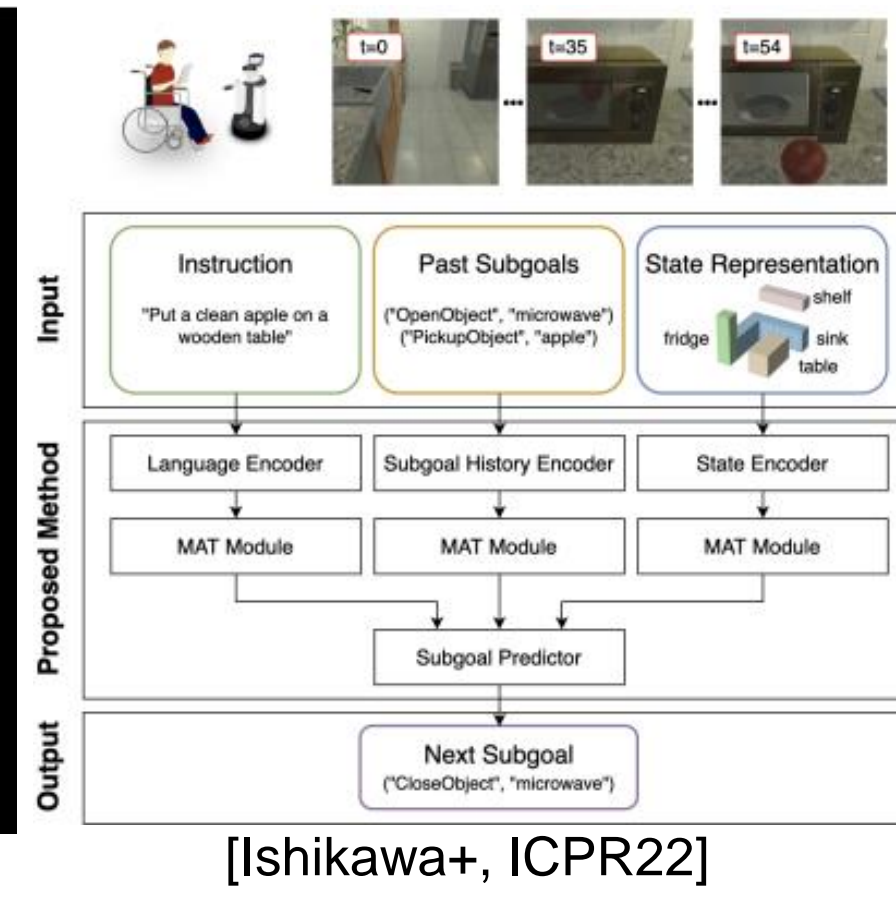 t=0
t=35
t=54
Input
Instruction
"Put a clean apple on a
wooden table"
Past Subgoals
("OpenObject", "microwave")
("PickupObject", "apple")
State Representation
shelf
fridge
sink
table
Proposed Method
Language Encoder
Subgoal History Encoder
State Encoder
MAT Module
MAT Module
MAT Module
Subgoal Predictor
Output
Next Subgoal
("CloseObject", "microwave")
[Ishikawa+, ICPR22]